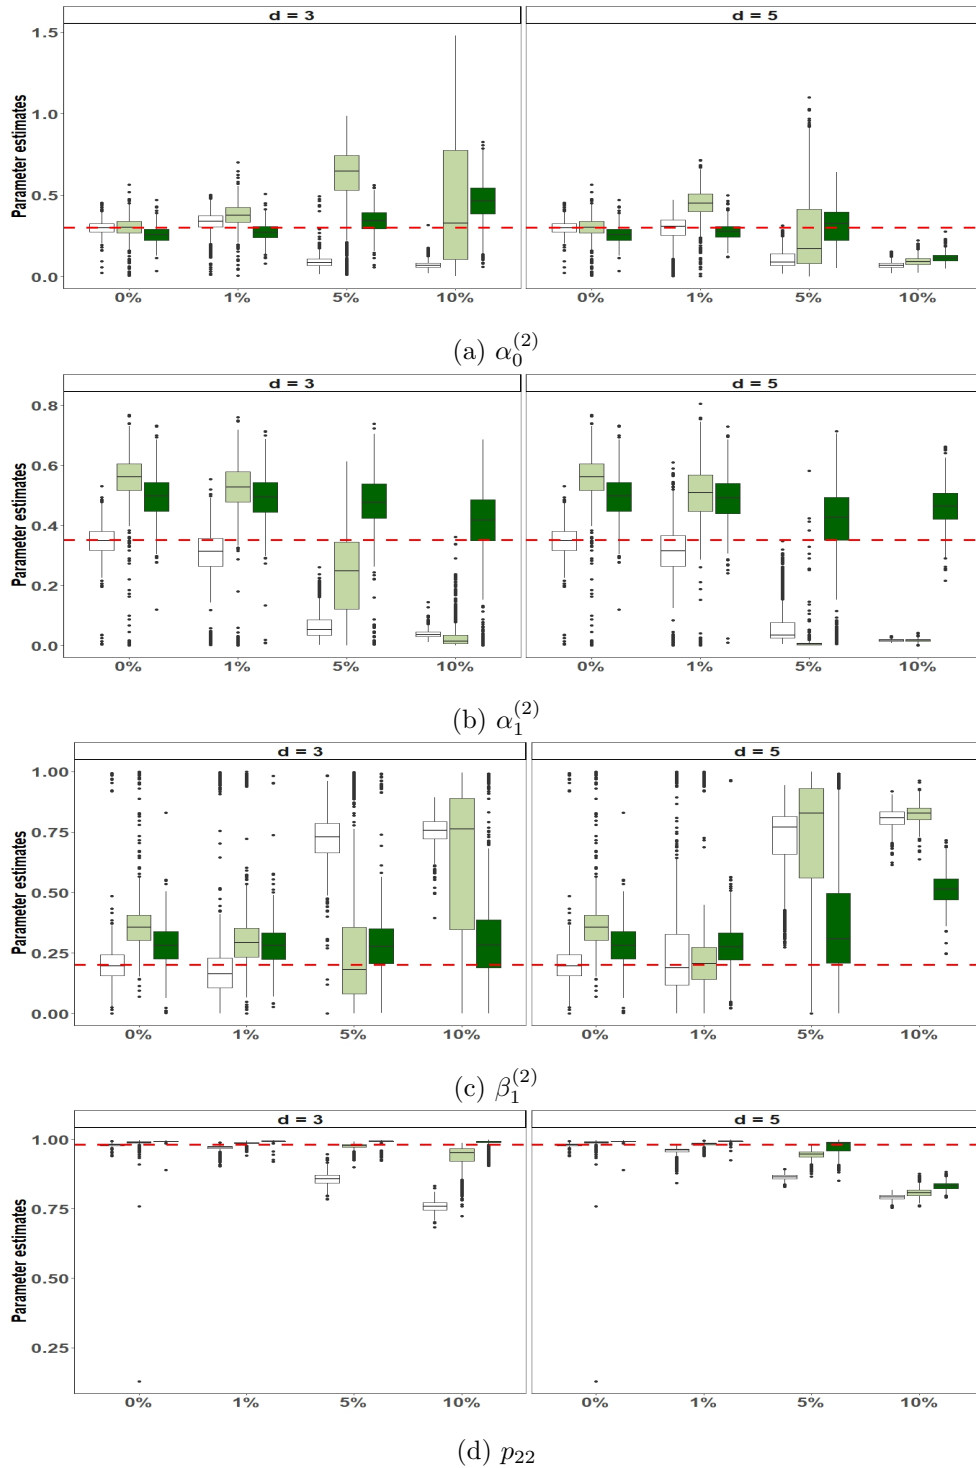 d = 3 d = 5
Parameter estimates
1.5
1.0
0.5
0.0
0% 1% 5% 10% 0% 1% 5% 10%
(a) α₀⁽²⁾
d = 3 d = 5
Parameter estimates
0.8
0.6
0.4
0.2
0.0
0% 1% 5% 10% 0% 1% 5% 10%
(b) α₁⁽²⁾
d = 3 d = 5
Parameter estimates
1.00
0.75
0.50
0.25
0.00
0% 1% 5% 10% 0% 1% 5% 10%
(c) β₁⁽²⁾
d = 3 d = 5
Parameter estimates
1.00
0.75
0.50
0.25
0% 1% 5% 10% 0% 1% 5% 10%
(d) p₂₂